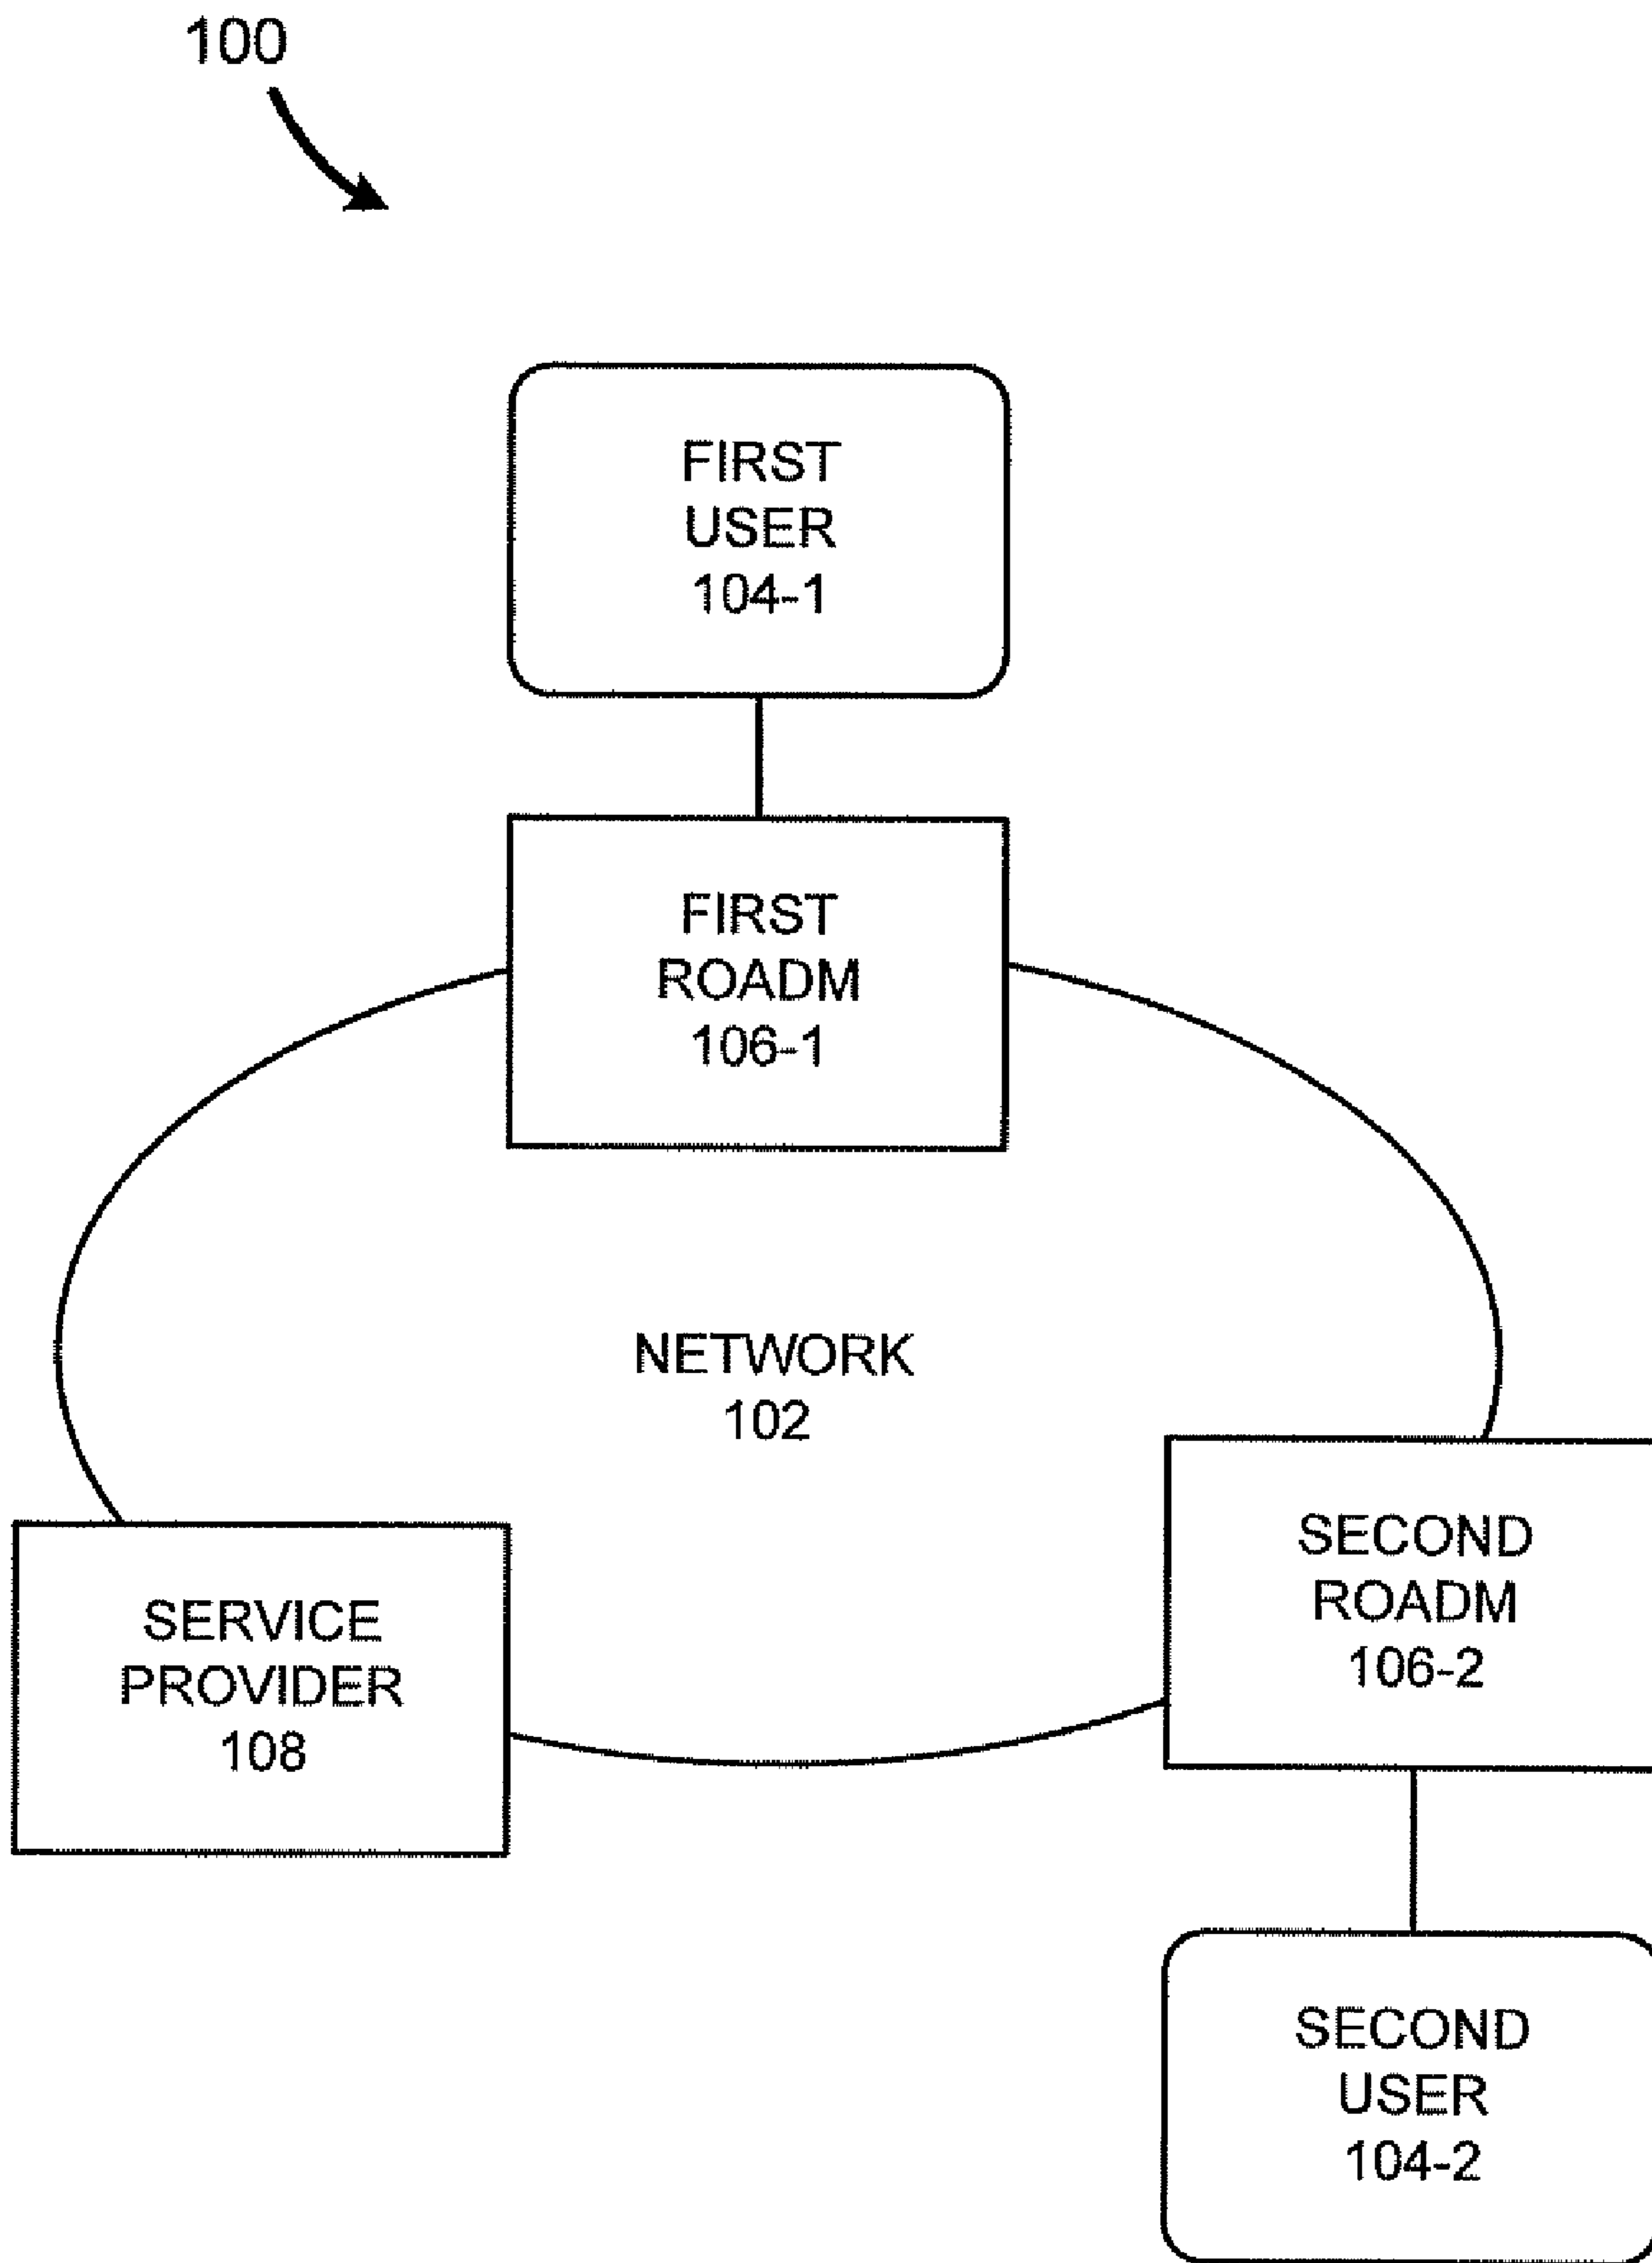 100
FIRST
USER
104-1
FIRST
ROADM
106-1
NETWORK
102
SECOND
ROADM
106-2
SERVICE
PROVIDER
108
SECOND
USER
104-2